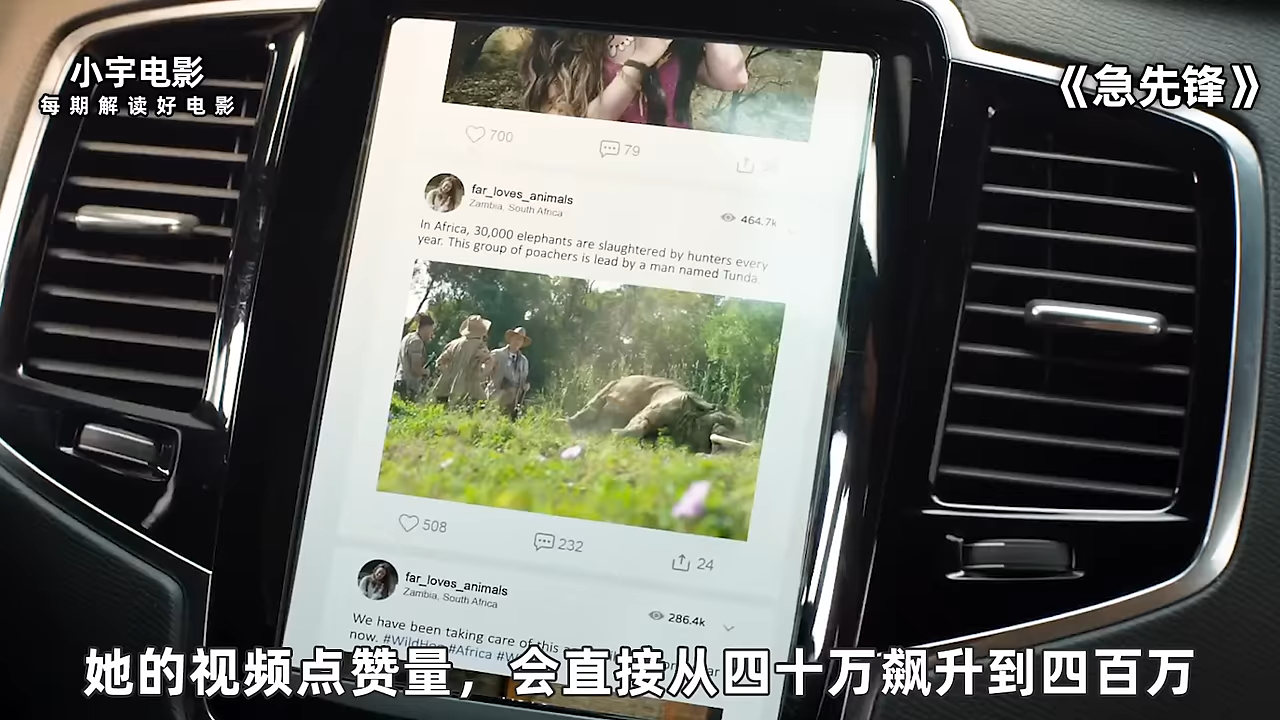 小宇电影
每期解读好电影
《急先锋》
700
79
far_loves_animals
Zambia, South Africa
464.7k
In Africa, 30,000 elephants are slaughtered by hunters every
year. This group of poachers is lead by a man named Tunda.
508
232
24
far_loves_animals
Zambia, South Africa
286.4k
We have been taking care of this
now. #Africa
她的视频点赞量，会直接从四十万飙升到四百万